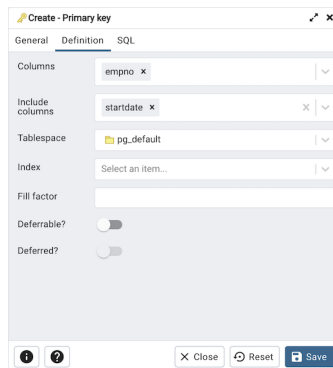 Create - Primary key
General Definition SQL
Columns
empno
Include columns
startdate
Tablespace
pg_default
Index
Select an item...
Fill factor
Deferrable?
Deferred?
Close Reset Save